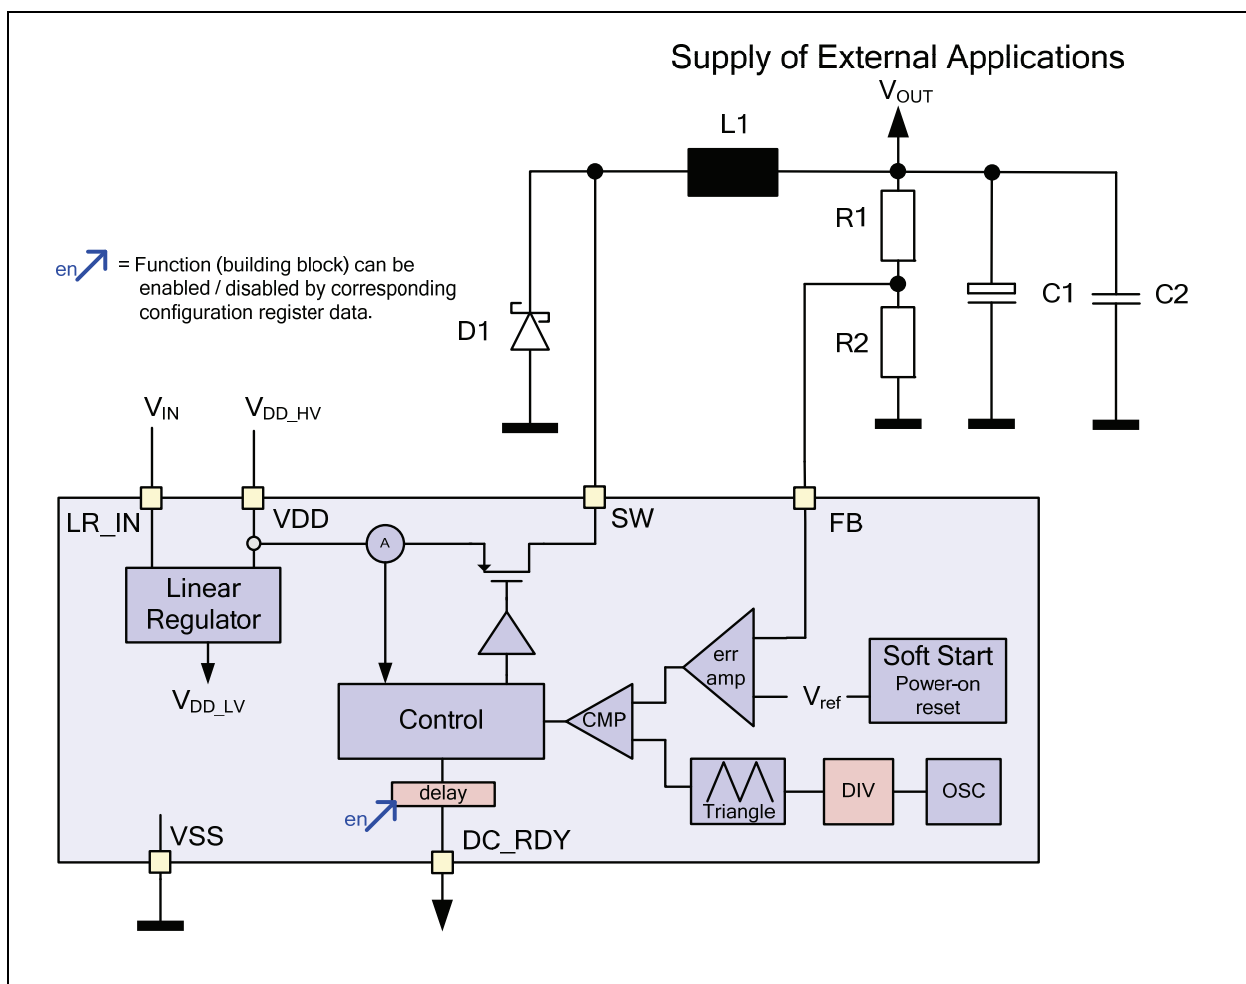 Supply of External Applications
VOUT
L1
R1
en = Function (building block) can be
enabled / disabled by corresponding
configuration register data.
C1
C2
D1
R2
VIN
VDD_HV
LR_IN
VDD
SW
FB
A
Linear
Regulator
err
amp
Soft Start
Power-on
reset
Vref
VDD_LV
Control
CMP
delay
Triangle
DIV
OSC
en
VSS
DC_RDY